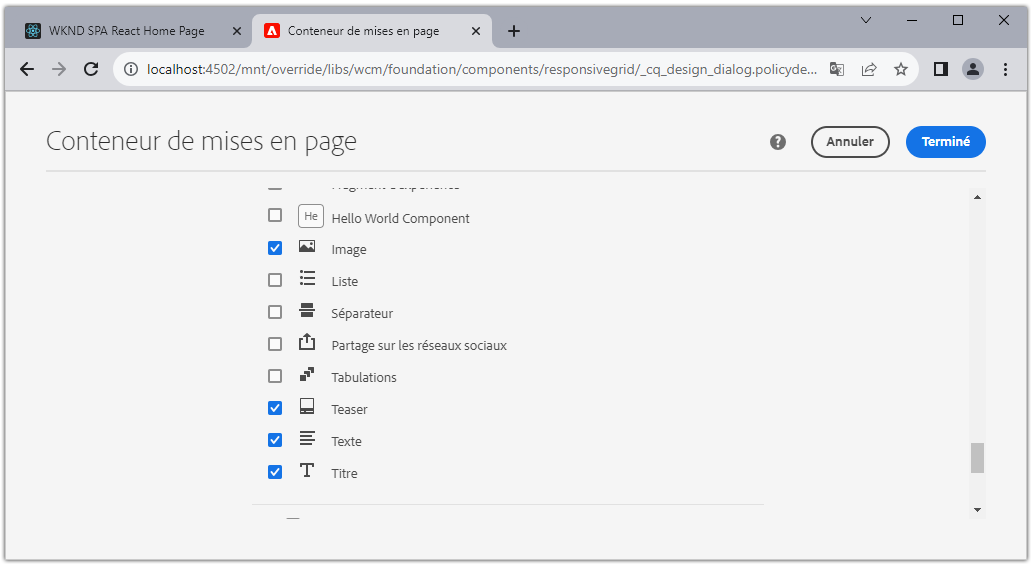 WKND SPA React Home Page
Conteneur de mises en page
localhost:4502/mnt/override/libs/wcm/foundation/components/responsivegrid/_cq_design_dialog.policyde...
Conteneur de mises en page
Annuler
Terminé
He
Hello World Component
Image
Liste
Séparateur
Partage sur les réseaux sociaux
Tabulations
Teaser
Texte
Titre